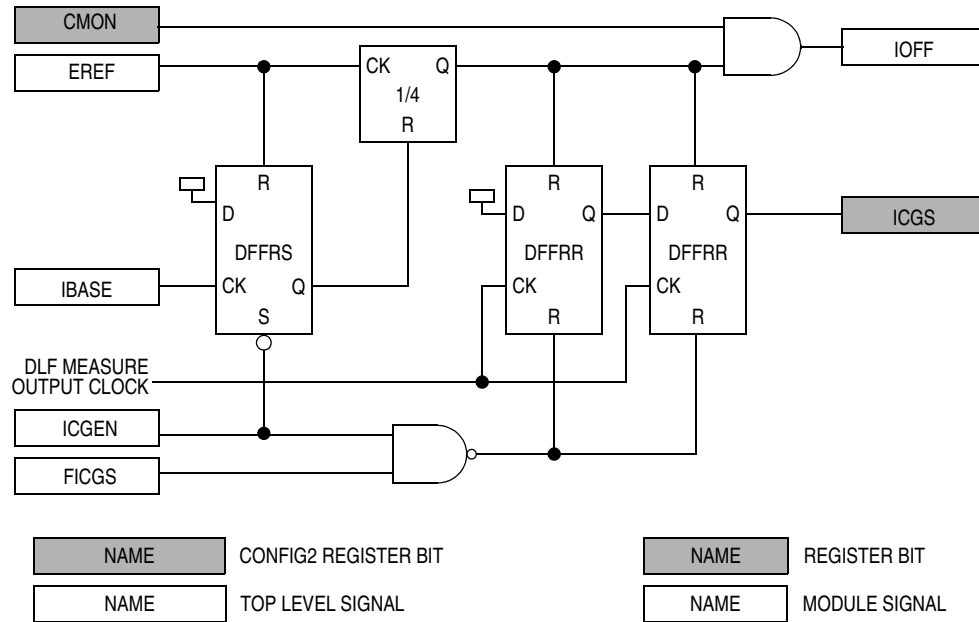 CMON
EREF
CK Q
1/4
R
IOFF
R
D
DFFRS
CK Q
S
R
D Q
DFFRR
CK
R
R
D Q
DFFRR
CK
R
ICGS
IBASE
DLF MEASURE
OUTPUT CLOCK
ICGEN
FICGS
NAME CONFIG2 REGISTER BIT
NAME REGISTER BIT
NAME TOP LEVEL SIGNAL
NAME MODULE SIGNAL